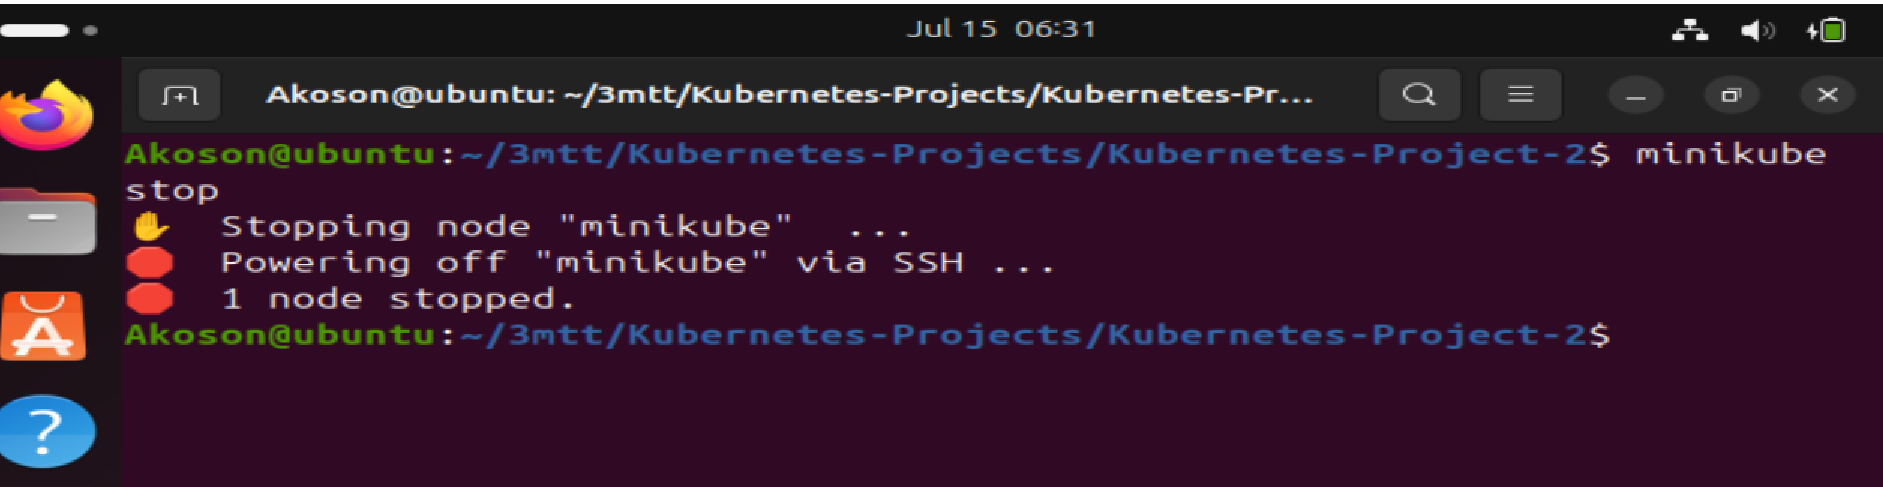 Jul 15 06:31
Akoson@ubuntu: ~/3mtt/Kubernetes-Projects/Kubernetes-Pr...
Akoson@ubuntu:~/3mtt/Kubernetes-Projects/Kubernetes-Project-2$ minikube
stop
✋ Stopping node "minikube" ...
🛑 Powering off "minikube" via SSH ...
🛑 1 node stopped.
Akoson@ubuntu:~/3mtt/Kubernetes-Projects/Kubernetes-Project-2$